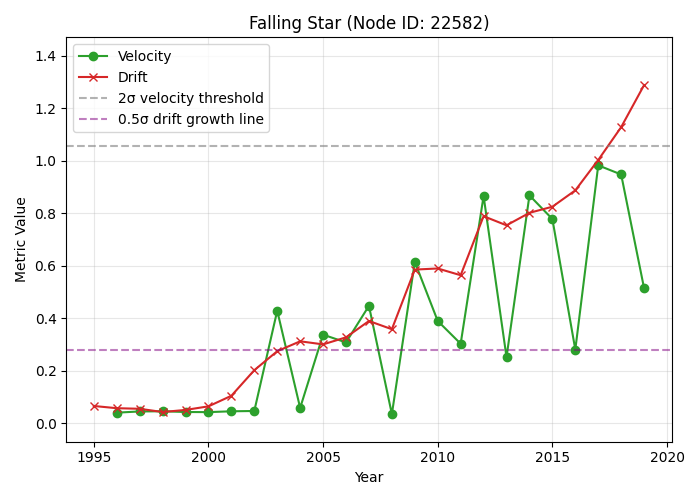 Falling Star (Node ID: 22582)
Velocity
Drift
2σ velocity threshold
0.5σ drift growth line
Metric Value
1.4
1.2
1.0
0.8
0.6
0.4
0.2
0.0
1995 2000 2005 2010 2015 2020
Year